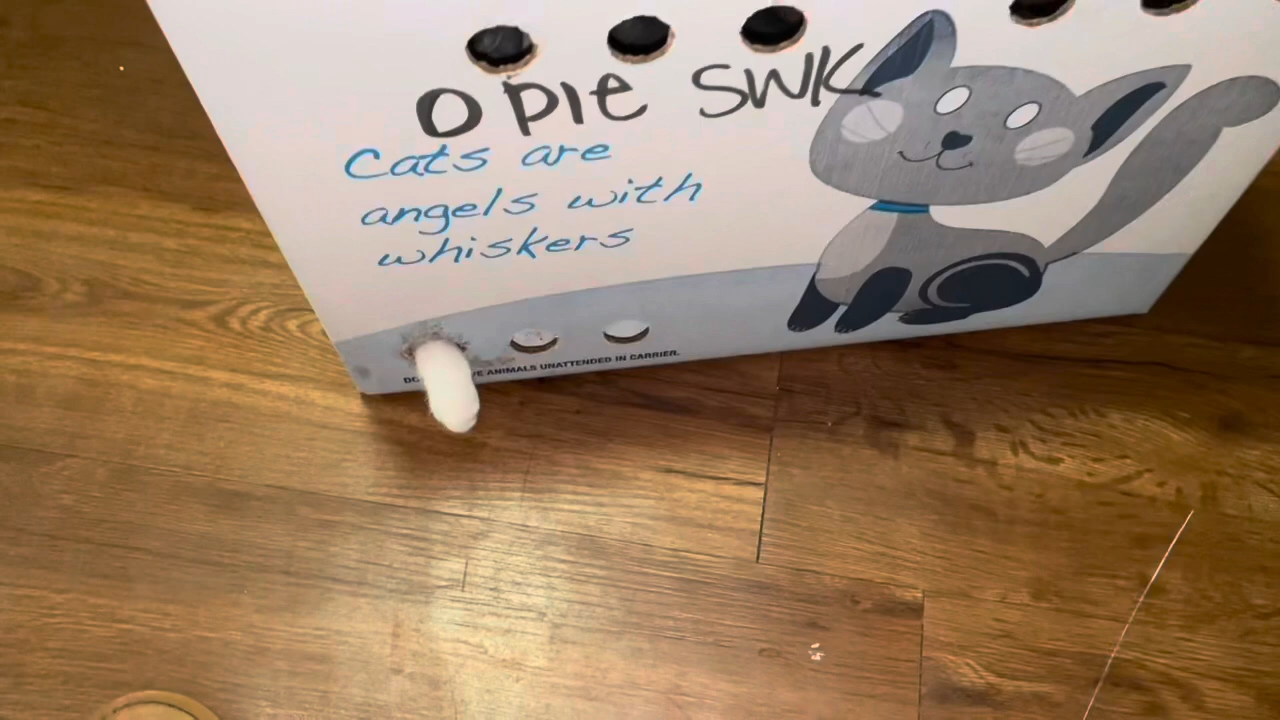 OPIE SWK
Cats are
angels with
whiskers
ANIMALS UNATTENDED IN CARRIER.